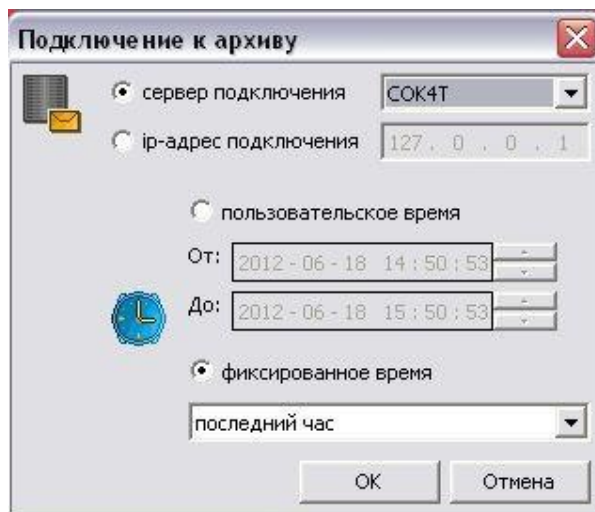 Подключение к архиву
сервер подключения COK4T
ip-адрес подключения 127 . 0 . 0 . 1
пользовательское время
От: 2012 - 06 - 18 14 : 50 : 53
До: 2012 - 06 - 18 15 : 50 : 53
фиксированное время
последний час
OK Отмена